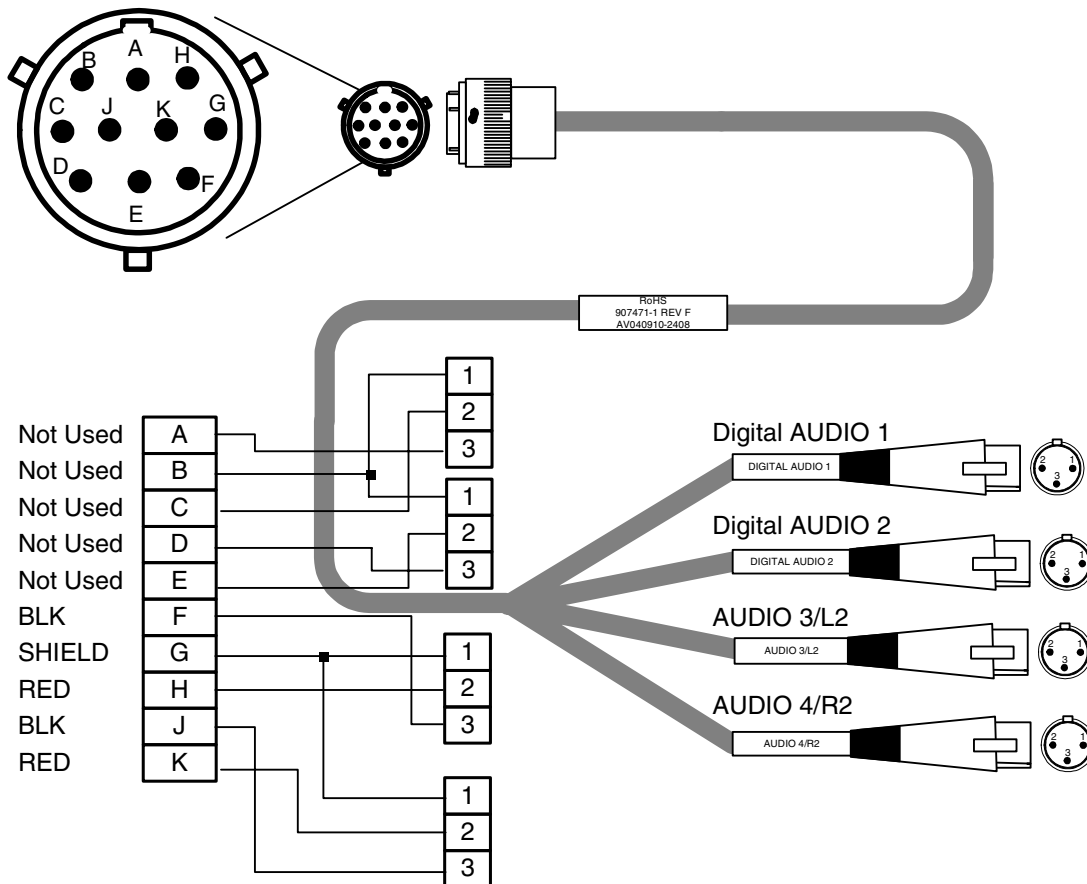 B A H
C J K G
D F
E
RoHS
907471-1 REV F
AV040910-2408
Not Used A
Not Used B
Not Used C
Not Used D
Not Used E
BLK F
SHIELD G
RED H
BLK J
RED K
1
2
3
1
2
3
1
2
3
1
2
3
Digital AUDIO 1
DIGITAL AUDIO 1
2 1
3
Digital AUDIO 2
DIGITAL AUDIO 2
2 1
3
AUDIO 3/L2
AUDIO 3/L2
2 1
3
AUDIO 4/R2
AUDIO 4/R2
2 1
3